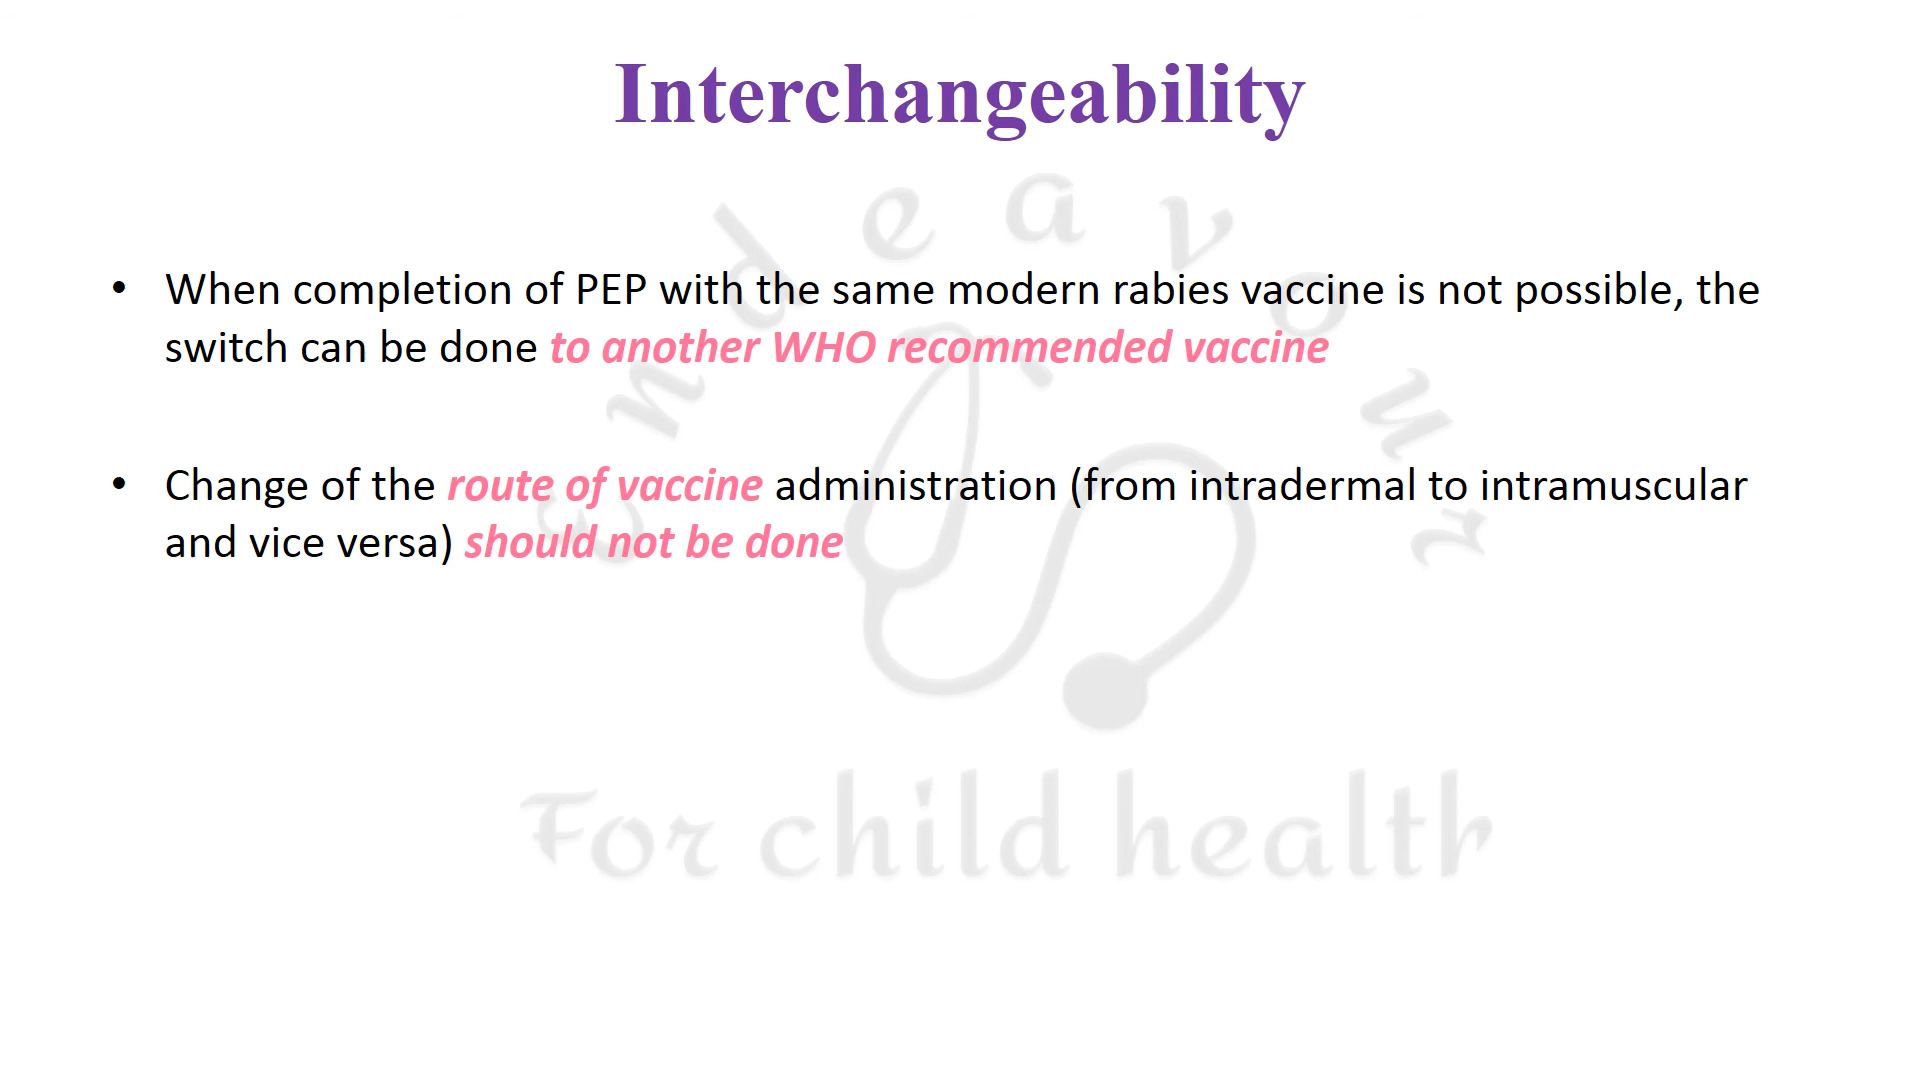 Interchangeability
• When completion of PEP with the same modern rabies vaccine is not possible, the
switch can be done to another WHO recommended vaccine
• Change of the route of vaccine administration (from intradermal to intramuscular
and vice versa) should not be done
Endeavour
For child health